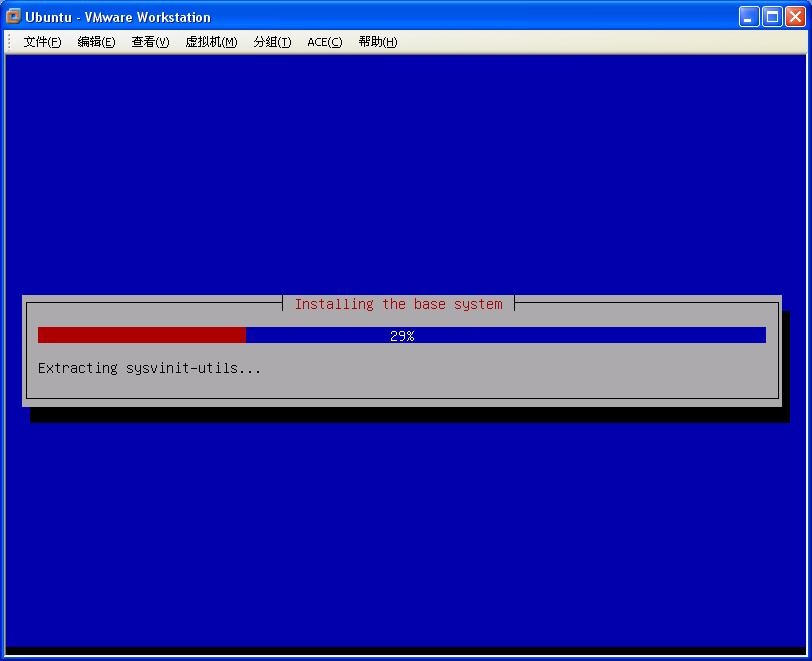 Ubuntu - VMware Workstation
文件(F) 编辑(E) 查看(V) 虚拟机(M) 分组(T) ACE(C) 帮助(H)
Installing the base system
29%
Extracting sysvinit-utils...